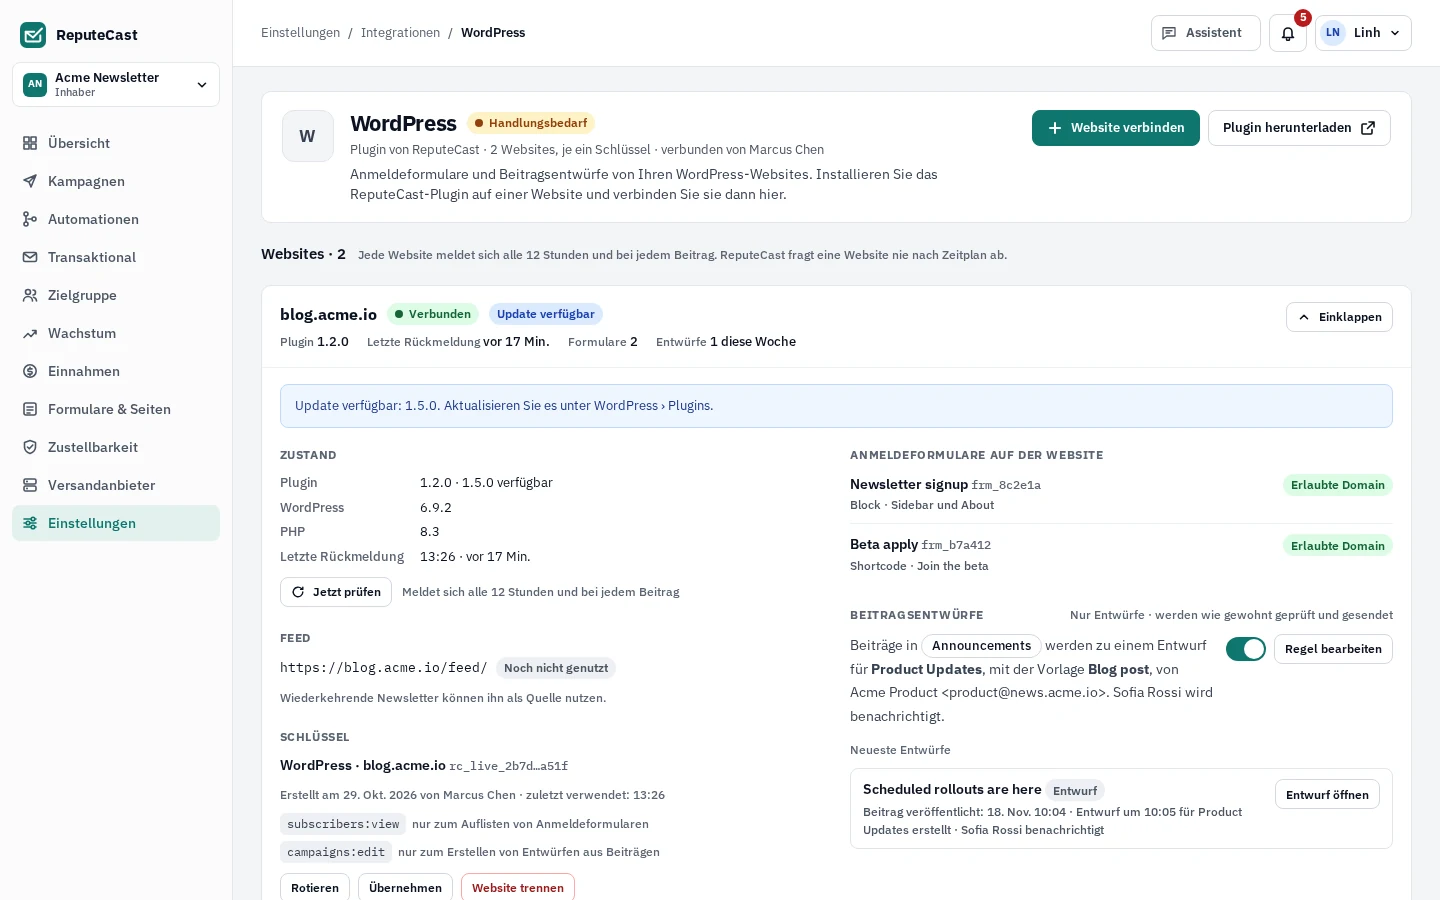 ReputeCast
AN
Acme Newsletter
Inhaber
Übersicht
Kampagnen
Automationen
Transaktional
Zielgruppe
Wachstum
Einnahmen
Formulare & Seiten
Zustellbarkeit
Versandanbieter
Einstellungen
Einstellungen / Integrationen / WordPress
Assistent
5
LN Linh
W
WordPress Handlungsbedarf
Plugin von ReputeCast · 2 Websites, je ein Schlüssel · verbunden von Marcus Chen
Anmeldeformulare und Beitragsentwürfe von Ihren WordPress-Websites. Installieren Sie das
ReputeCast-Plugin auf einer Website und verbinden Sie sie dann hier.
Website verbinden
Plugin herunterladen
Websites · 2 Jede Website meldet sich alle 12 Stunden und bei jedem Beitrag. ReputeCast fragt eine Website nie nach Zeitplan ab.
blog.acme.io Verbunden Update verfügbar
Plugin 1.2.0 Letzte Rückmeldung vor 17 Min. Formulare 2 Entwürfe 1 diese Woche
Einklappen
Update verfügbar: 1.5.0. Aktualisieren Sie es unter WordPress › Plugins.
ZUSTAND
Plugin 1.2.0 · 1.5.0 verfügbar
WordPress 6.9.2
PHP 8.3
Letzte Rückmeldung 13:26 · vor 17 Min.
Jetzt prüfen Meldet sich alle 12 Stunden und bei jedem Beitrag
FEED
https://blog.acme.io/feed/ Noch nicht genutzt
Wiederkehrende Newsletter können ihn als Quelle nutzen.
SCHLÜSSEL
WordPress · blog.acme.io rc_live_2b7d…a51f
Erstellt am 29. Okt. 2026 von Marcus Chen · zuletzt verwendet: 13:26
subscribers:view nur zum Auflisten von Anmeldeformularen
campaigns:edit nur zum Erstellen von Entwürfen aus Beiträgen
Rotieren Übernehmen Website trennen
ANMELDEFORMULARE AUF DER WEBSITE
Newsletter signup frm_8c2e1a Erlaubte Domain
Block · Sidebar und About
Beta apply frm_b7a412 Erlaubte Domain
Shortcode · Join the beta
BEITRAGSENTWÜRFE Nur Entwürfe · werden wie gewohnt geprüft und gesendet
Beiträge in Announcements werden zu einem Entwurf
für Product Updates, mit der Vorlage Blog post, von
Acme Product <product@news.acme.io>. Sofia Rossi wird
benachrichtigt.
Regel bearbeiten
Neueste Entwürfe
Scheduled rollouts are here Entwurf
Beitrag veröffentlicht: 18. Nov. 10:04 · Entwurf um 10:05 für Product
Updates erstellt · Sofia Rossi benachrichtigt
Entwurf öffnen